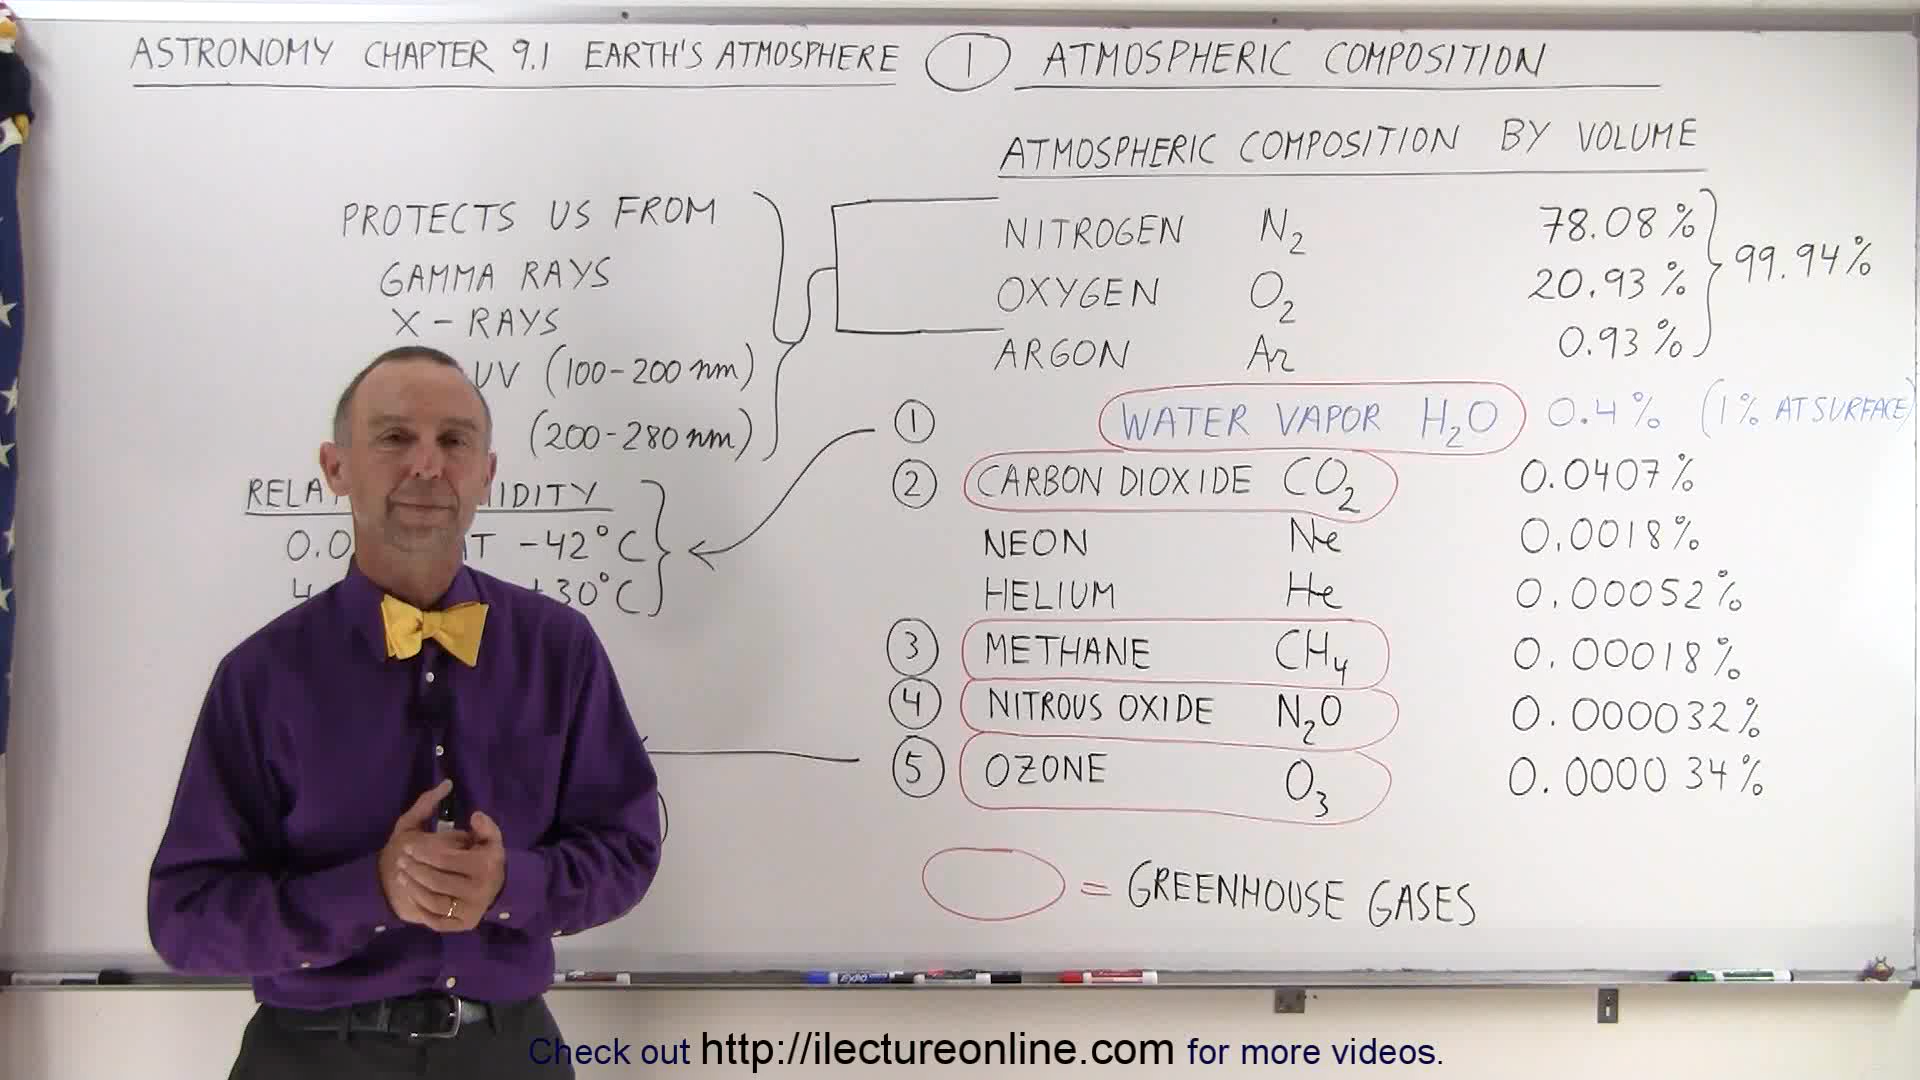 ASTRONOMY CHAPTER 9.1 EARTH'S ATMOSPHERE 1 ATMOSPHERIC COMPOSITION
PROTECTS US FROM
GAMMA RAYS
X-RAYS
UV (100-200 nm)
(200-280 nm)
-42°C
30°C
ATMOSPHERIC COMPOSITION BY VOLUME
NITROGEN N2 78.08%
OXYGEN O2 20.93%
ARGON Ar 0.93%
99.94%
1 WATER VAPOR H2O 0.4% (1% AT SURFACE)
2 CARBON DIOXIDE CO2 0.0407%
NEON Ne 0.0018%
HELIUM He 0.00052%
3 METHANE CH4 0.00018%
4 NITROUS OXIDE N2O 0.000032%
5 OZONE O3 0.000034%
= GREENHOUSE GASES
Check out http://ilectureonline.com for more videos.